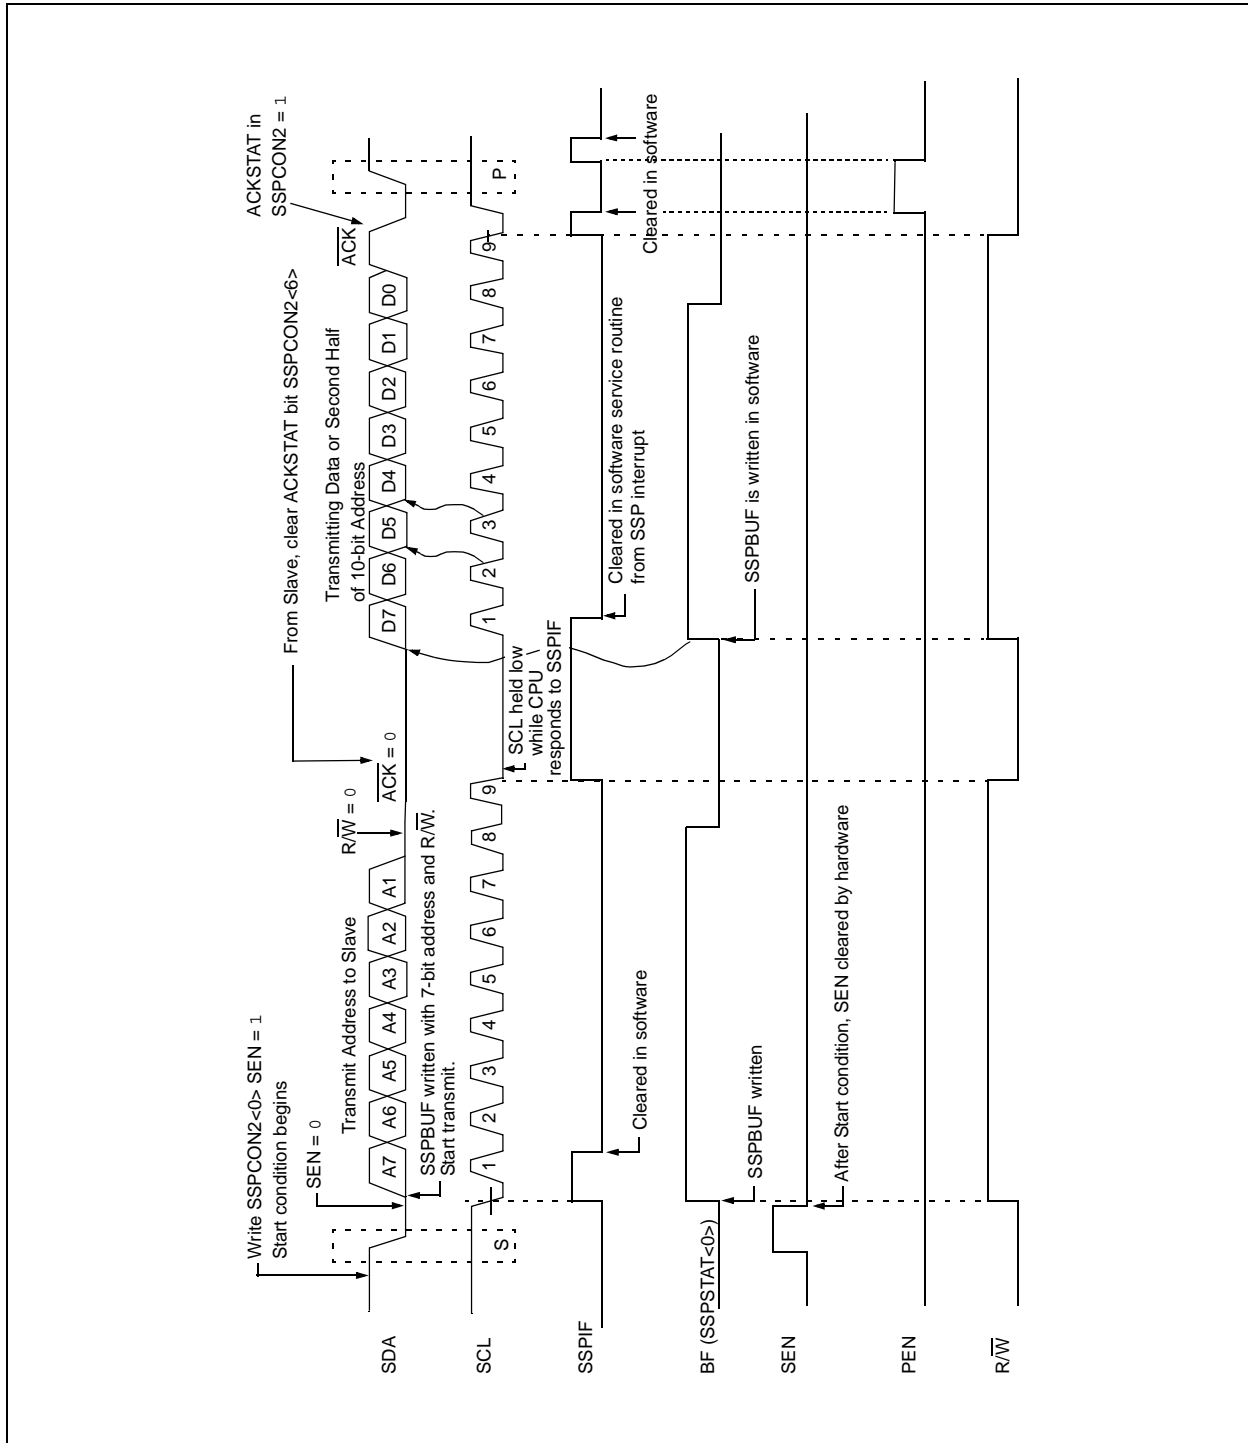 Write SSPCON2<0> SEN = 1
Start condition begins
SEN = 0
Transmit Address to Slave
R/W̅ = 0
From Slave, clear ACKSTAT bit SSPCON2<6>
A̅C̅K̅ = 0
Transmitting Data or Second Half
of 10-bit Address
A̅C̅K̅
ACKSTAT in
SSPCON2 = 1
SDA
A7 A6 A5 A4 A3 A2 A1
D7 D6 D5 D4 D3 D2 D1 D0
SSPBUF written with 7-bit address and R/W̅.
Start transmit.
SCL
S
1 2 3 4 5 6 7 8 9
1 2 3 4 5 6 7 8 9
P
SCL held low
while CPU
responds to SSPIF
SSPIF
Cleared in software
Cleared in software service routine
from SSP interrupt
Cleared in software
BF (SSPSTAT<0>)
SSPBUF written
SSPBUF is written in software
SEN
After Start condition, SEN cleared by hardware
PEN
R/W̅